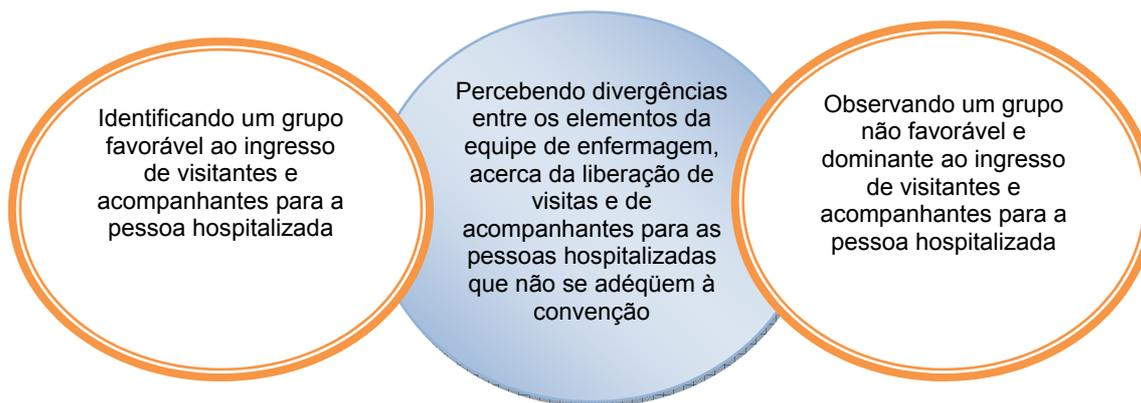 Identificando um grupo
favorável ao ingresso
de visitantes e
acompanhantes para a
pessoa hospitalizada
Percebendo divergências
entre os elementos da
equipe de enfermagem,
acerca da liberação de
visitas e de
acompanhantes para as
pessoas hospitalizadas
que não se adéqüem à
convenção
Observando um grupo
não favorável e
dominante ao ingresso
de visitantes e
acompanhantes para a
pessoa hospitalizada